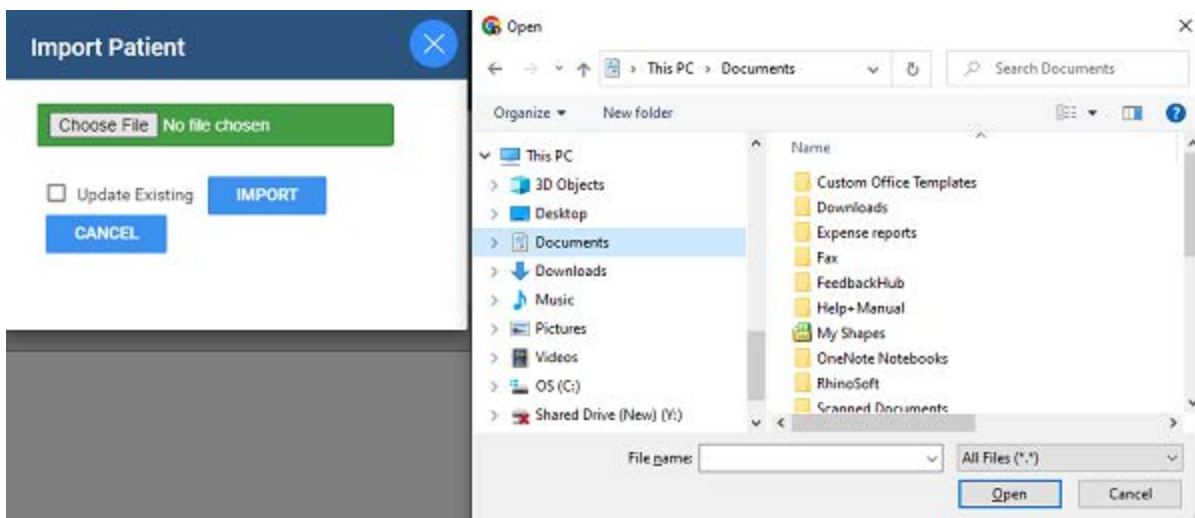 Import Patient
Choose File No file chosen
Update Existing IMPORT
CANCEL
Open
This PC > Documents
Search Documents
Organize New folder
This PC
3D Objects
Desktop
Documents
Downloads
Music
Pictures
Videos
OS (C:)
Shared Drive (New) (Y:)
Name
Custom Office Templates
Downloads
Expense reports
Fax
FeedbackHub
Help+Manual
My Shapes
OneNote Notebooks
RhinoSoft
Scanned Documents
File name: All Files (*.*)
Open Cancel